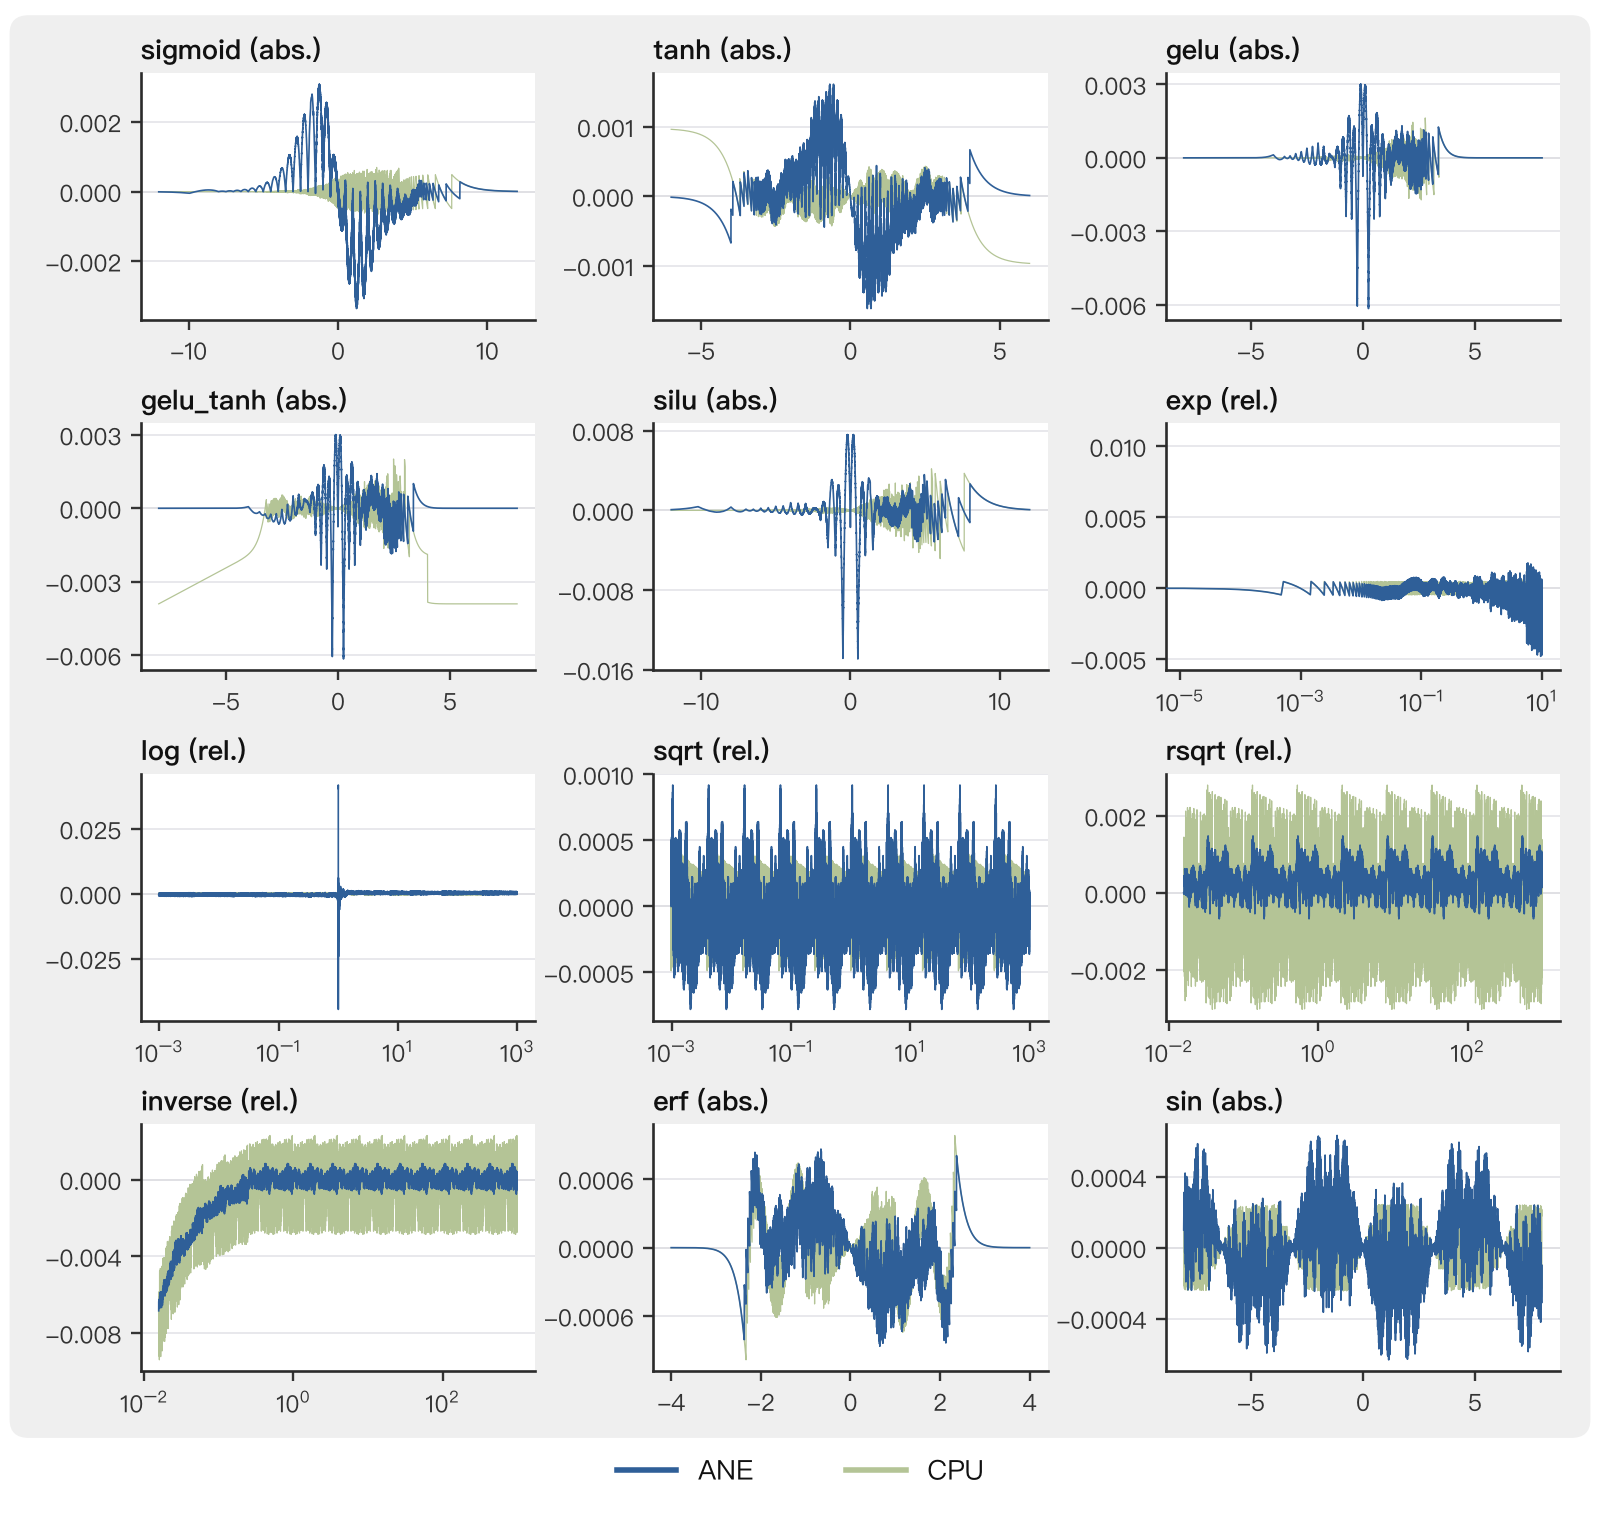 sigmoid (abs.)
0.002
0.000
−0.002
−10 0 10
tanh (abs.)
0.001
0.000
−0.001
−5 0 5
gelu (abs.)
0.003
0.000
−0.003
−0.006
−5 0 5
gelu_tanh (abs.)
0.003
0.000
−0.003
−0.006
−5 0 5
silu (abs.)
0.008
0.000
−0.008
−0.016
−10 0 10
exp (rel.)
0.010
0.005
0.000
−0.005
10⁻⁵ 10⁻³ 10⁻¹ 10¹
log (rel.)
0.025
0.000
−0.025
10⁻³ 10⁻¹ 10¹ 10³
sqrt (rel.)
0.0010
0.0005
0.0000
−0.0005
10⁻³ 10⁻¹ 10¹ 10³
rsqrt (rel.)
0.002
0.000
−0.002
10⁻² 10⁰ 10²
inverse (rel.)
0.000
−0.004
−0.008
10⁻² 10⁰ 10²
erf (abs.)
0.0006
0.0000
−0.0006
−4 −2 0 2 4
sin (abs.)
0.0004
0.0000
−0.0004
−5 0 5
ANE CPU